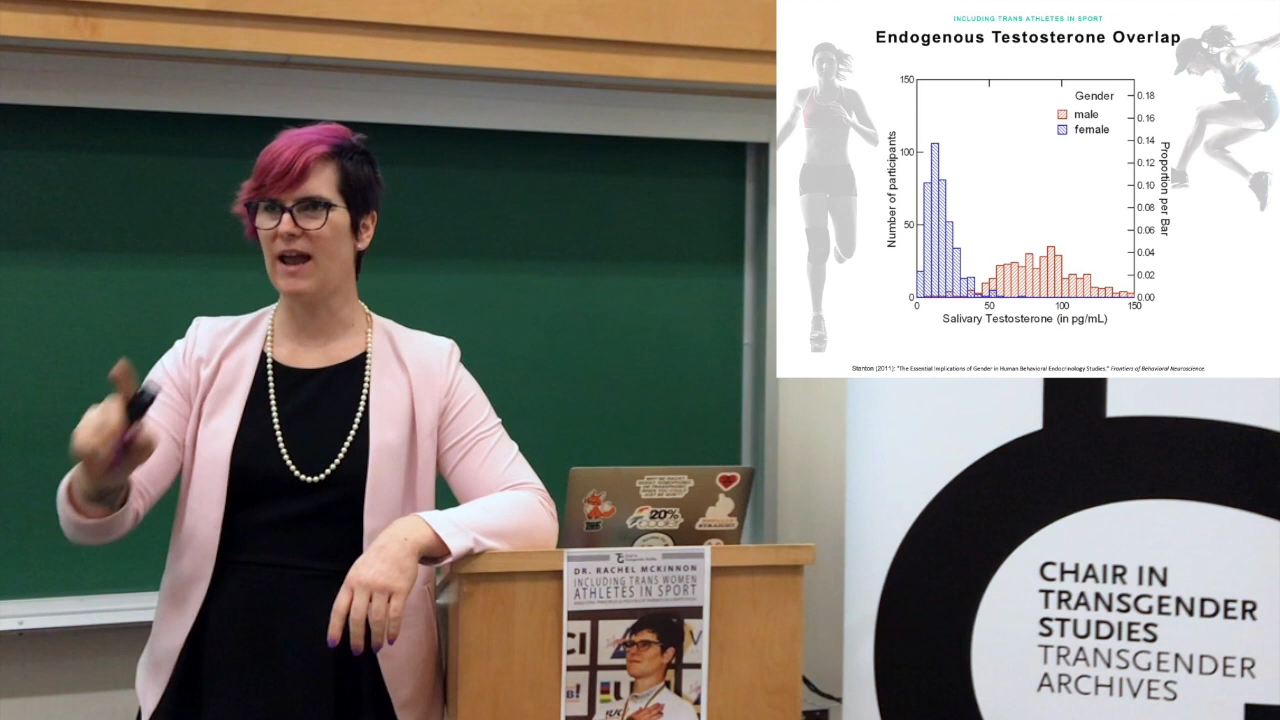 INCLUDING TRANS ATHLETES IN SPORT
Endogenous Testosterone Overlap
150
100
50
0
Number of participants
Gender
male
female
0.18
0.16
0.14
0.12
0.10
0.08
0.06
0.04
0.02
0.00
Proportion per Bar
0
50
100
150
Salivary Testosterone (in pg/mL)
Stanton (2011): "The Essential Implications of Gender in Human Behavioral Endocrinology Studies." Frontiers of Behavioral Neuroscience.
20%
DR. RACHEL MCKINNON
INCLUDING TRANS WOMEN
ATHLETES IN SPORT
CHAIR IN
TRANSGENDER
STUDIES
TRANSGENDER
ARCHIVES